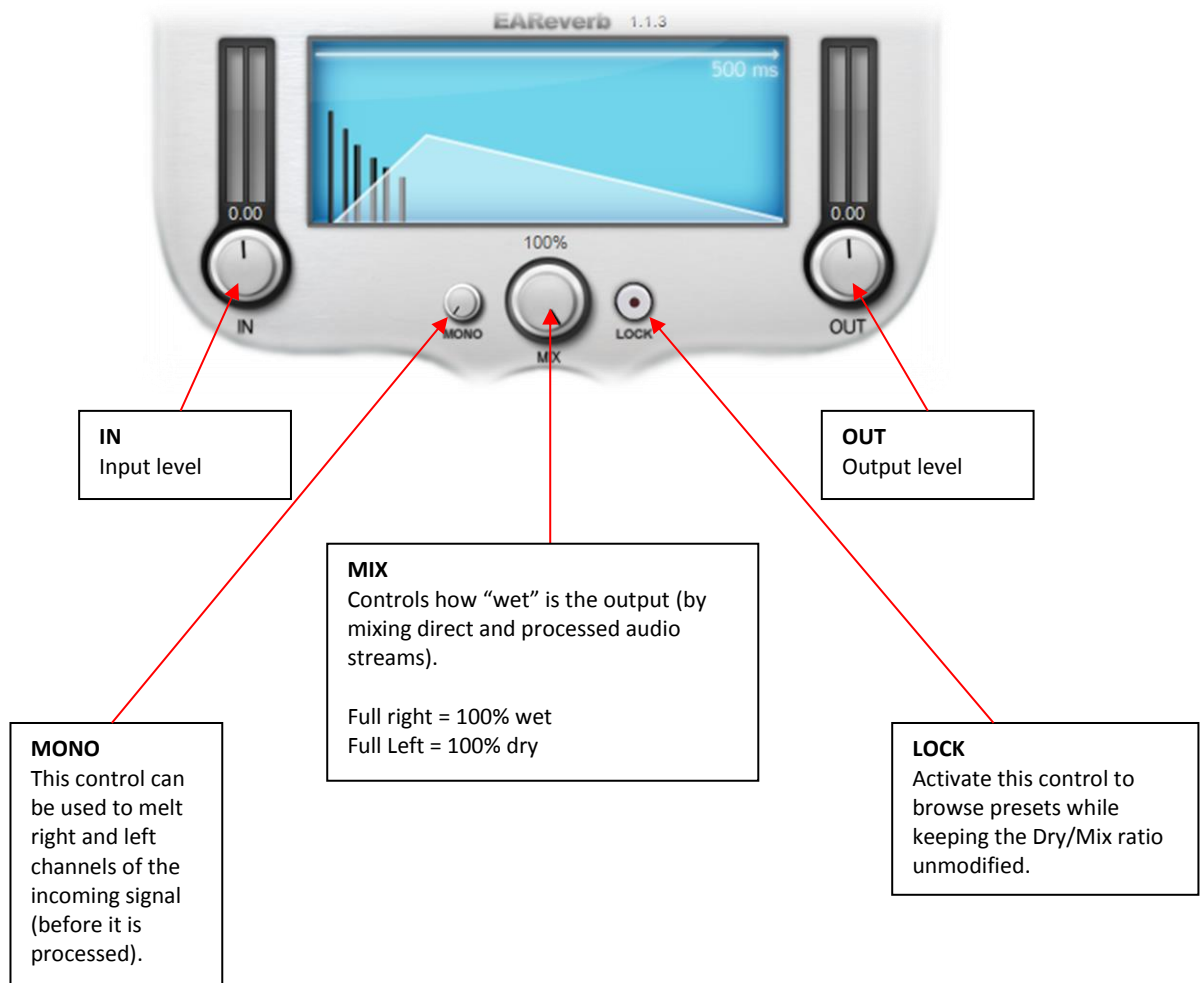 EAReverb 1.1.3
500 ms
0.00
0.00
100%
IN
MONO
MIX
LOCK
OUT
IN
Input level
OUT
Output level
MIX
Controls how “wet” is the output (by
mixing direct and processed audio
streams).
Full right = 100% wet
Full Left = 100% dry
MONO
This control can
be used to melt
right and left
channels of the
incoming signal
(before it is
processed).
LOCK
Activate this control to
browse presets while
keeping the Dry/Mix ratio
unmodified.